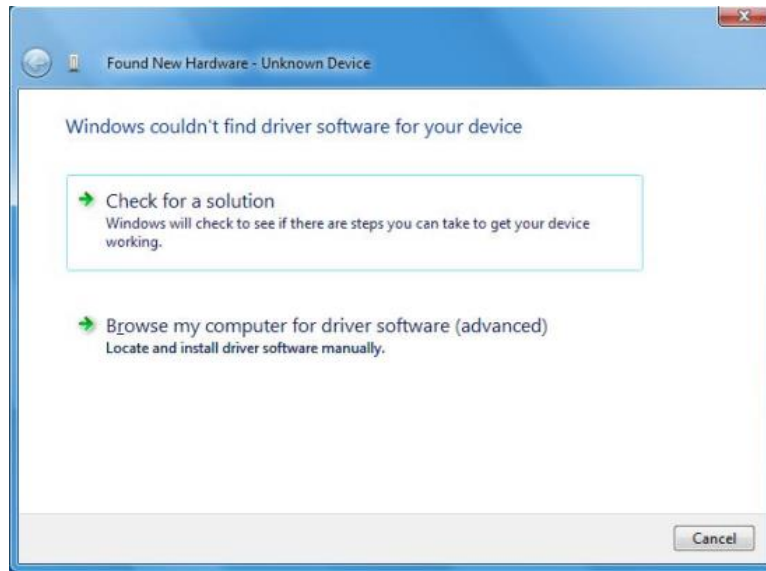 Found New Hardware - Unknown Device
Windows couldn't find driver software for your device
Check for a solution
Windows will check to see if there are steps you can take to get your device
working.
Browse my computer for driver software (advanced)
Locate and install driver software manually.
Cancel